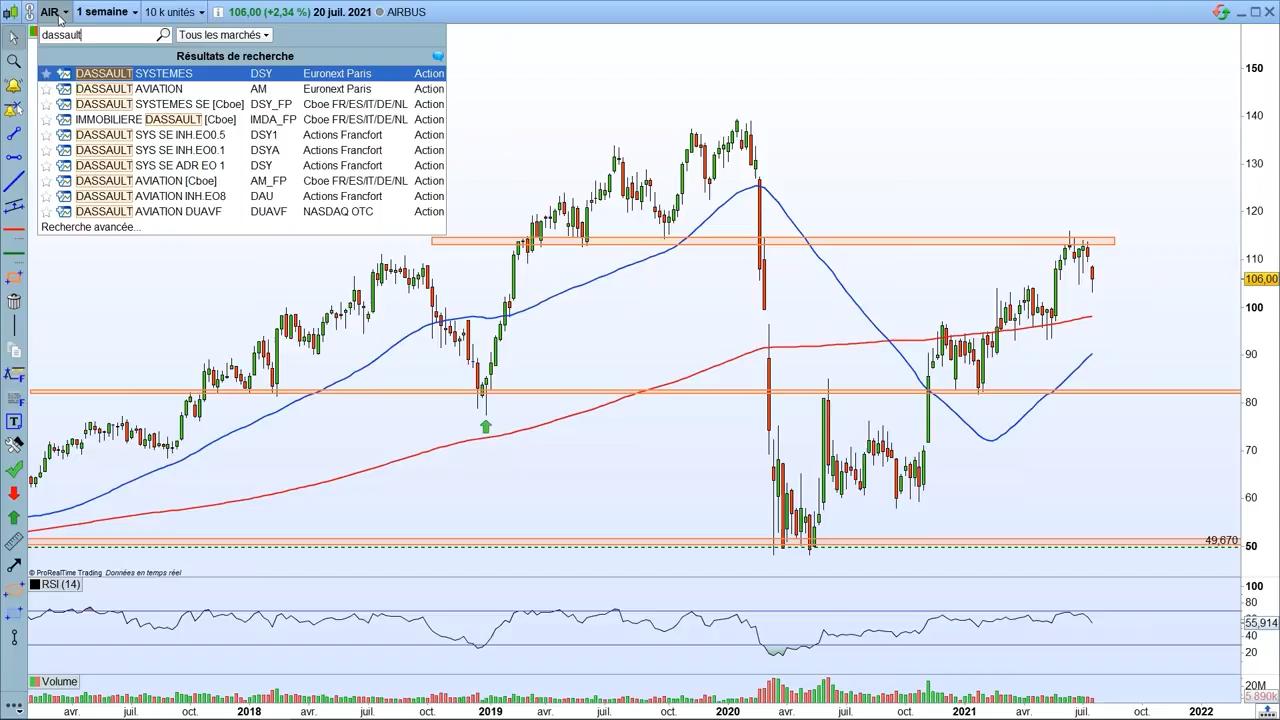 AIR 1 semaine 10 k unités 106,00 (+2,34 %) 20 juil. 2021 AIRBUS
dassault Tous les marchés
Résultats de recherche
DASSAULT SYSTEMES DSY Euronext Paris Action
DASSAULT AVIATION AM Euronext Paris Action
DASSAULT SYSTEMES SE [Cboe] DSY_FP Cboe FR/ES/IT/DE/NL Action
IMMOBILIERE DASSAULT [Cboe] IMDA_FP Cboe FR/ES/IT/DE/NL Action
DASSAULT SYS SE INH.EO0.5 DSY1 Actions Francfort Action
DASSAULT SYS SE INH.EO0.1 DSYA Actions Francfort Action
DASSAULT SYS SE ADR EO 1 DSY Actions Francfort Action
DASSAULT AVIATION [Cboe] AM_FP Cboe FR/ES/IT/DE/NL Action
DASSAULT AVIATION INH.EO8 DAU Actions Francfort Action
DASSAULT AVIATION DUAVF DUAVF NASDAQ OTC Action
Recherche avancée...
150
140
130
120
110
106,00
100
90
80
70
60
49,670
50
© ProRealTime Trading Données en temps réel
RSI (14)
100
80
55,914
40
20
Volume
20M
5 890k
avr. juil. oct. 2018 avr. juil. oct. 2019 avr. juil. oct. 2020 avr. juil. oct. 2021 avr. juil. oct. 2022